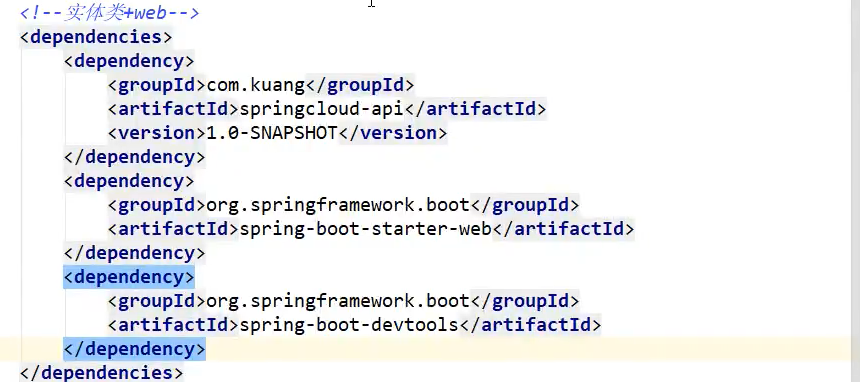 <!--实体类+web-->
<dependencies>
<dependency>
<groupId>com.kuang</groupId>
<artifactId>springcloud-api</artifactId>
<version>1.0-SNAPSHOT</version>
</dependency>
<dependency>
<groupId>org.springframework.boot</groupId>
<artifactId>spring-boot-starter-web</artifactId>
</dependency>
<dependency>
<groupId>org.springframework.boot</groupId>
<artifactId>spring-boot-devtools</artifactId>
</dependency>
</dependencies>